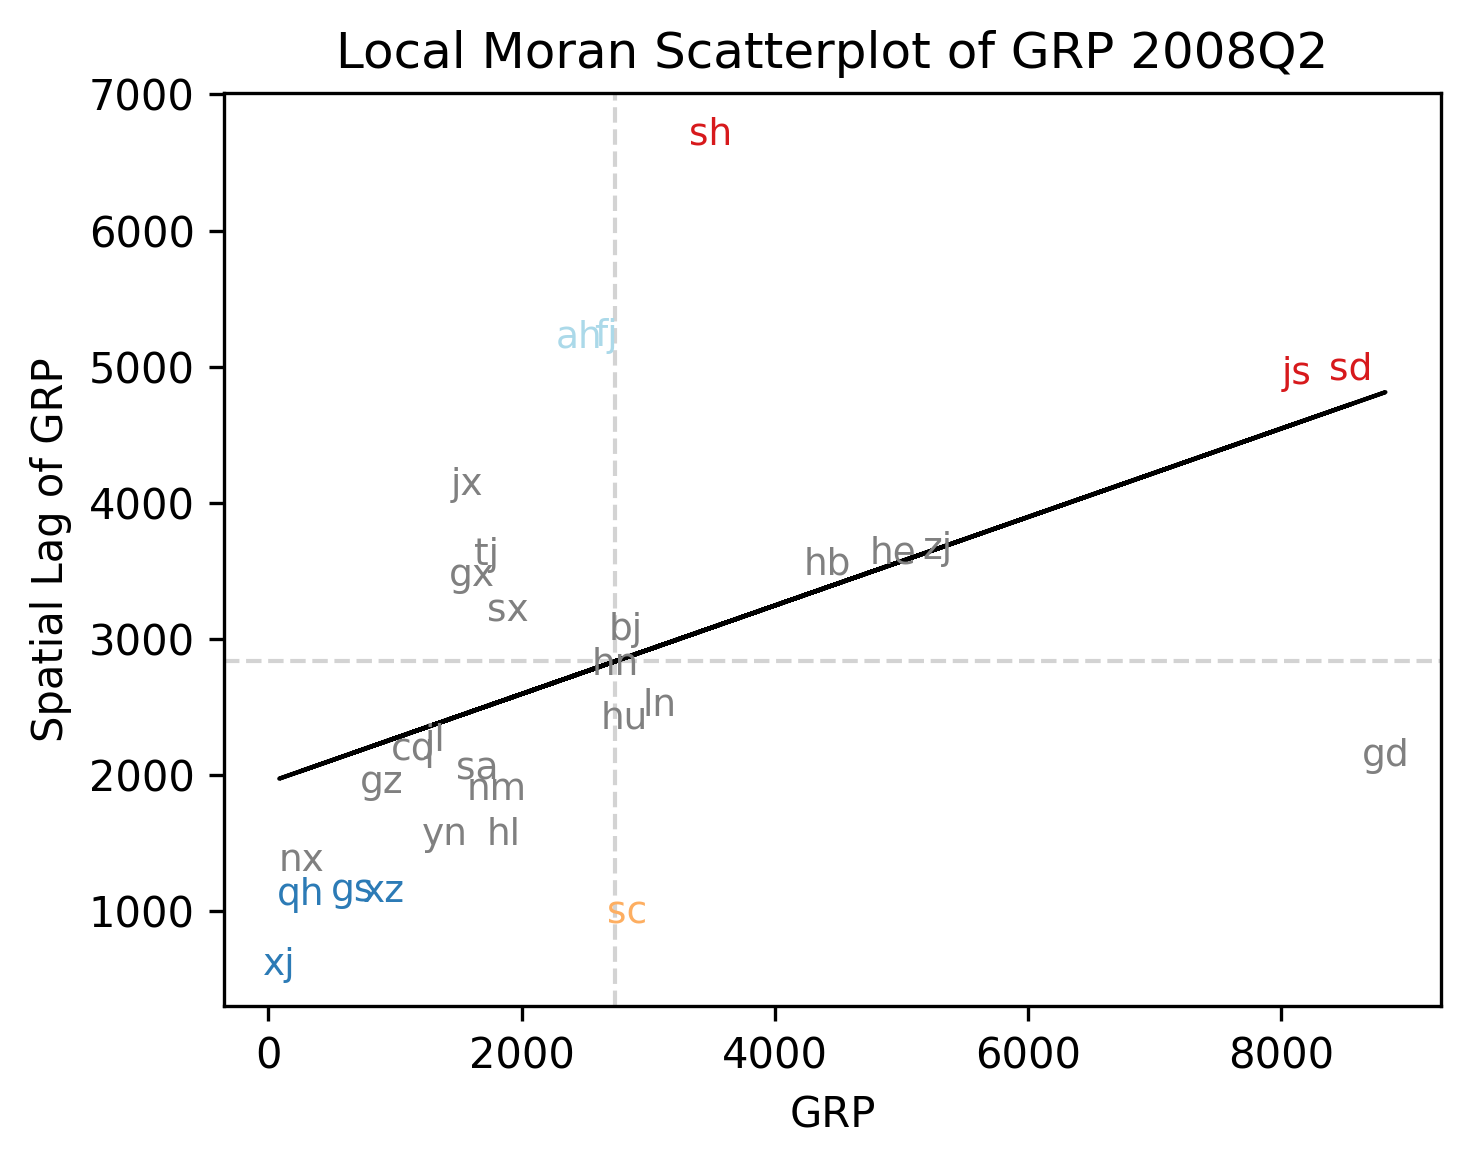 Local Moran Scatterplot of GRP 2008Q2
7000
6000
5000
4000
3000
2000
1000
Spatial Lag of GRP
sh
ah
fj
js
sd
jx
tj
gx
sx
hb
he
zj
bj
hn
ln
hu
cq
jl
gz
sa
nm
gd
yn
hl
nx
qh
gs
xz
sc
xj
0
2000
4000
6000
8000
GRP